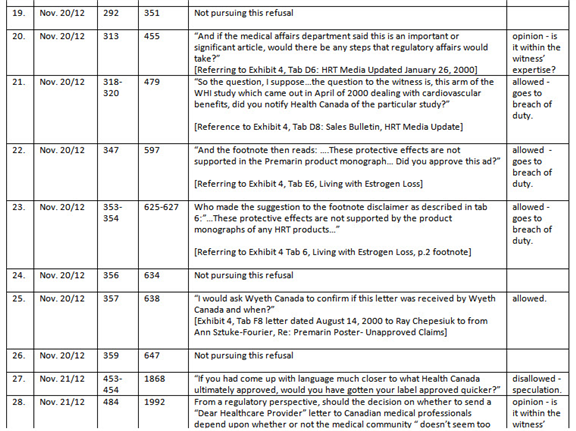 19. Nov. 20/12 292 351 Not pursuing this refusal
20. Nov. 20/12 313 455 “And if the medical affairs department said this is an important or opinion - is
significant article, would there be any steps that regulatory affairs would it within the
take?” witness’
[Referring to Exhibit 4, Tab D6: HRT Media Updated January 26, 2000] expertise?
21. Nov. 20/12 318- 479 “So the question, I suppose...the question to the witness is, this arm of the allowed -
320 WHI study which came out in April of 2000 dealing with cardiovascular goes to
benefits, did you notify Health Canada of the particular study?” breach of
duty.
[Reference to Exhibit 4, Tab D8: Sales Bulletin, HRT Media Update]
22. Nov. 20/12 347 597 “And the footnote then reads: ....These protective effects are not allowed -
supported in the Premarin product monograph... Did you approve this ad?” goes to
breach of
[Referring to Exhibit 4, Tab E6, Living with Estrogen Loss] duty.
23. Nov. 20/12 353- 625-627 Who made the suggestion to the footnote disclaimer as described in tab allowed -
354 6:“...These protective effects are not supported by the product goes to
monographs of any HRT products...” breach of
duty.
[Referring to Exhibit 4 Tab 6, Living with Estrogen Loss, p.2 footnote]
24. Nov. 20/12 356 634 Not pursuing this refusal
25. Nov. 20/12 357 638 “I would ask Wyeth Canada to confirm if this letter was received by Wyeth allowed.
Canada and when?”
[Exhibit 4, Tab F8 letter dated August 14, 2000 to Ray Chepesiuk to from
Ann Sztuke-Fourier, Re: Premarin Poster- Unapproved Claims]
26. Nov. 20/12 359 647 Not pursuing this refusal
27. Nov. 21/12 453- 1868 “If you had come up with language much closer to what Health Canada disallowed -
454 ultimately approved, would you have gotten your label approved quicker?” speculation.
28. Nov. 21/12 484 1992 From a regulatory perspective, should the decision on whether to send a opinion - is
“Dear Healthcare Provider” letter to Canadian medical professionals it within the
depend upon whether or not the medical community “ doesn’t seem too witness’